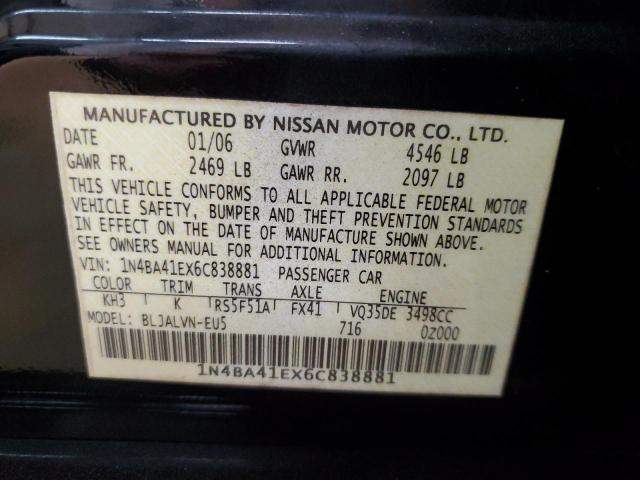 MANUFACTURED BY NISSAN MOTOR CO., LTD.
DATE 01/06 GVWR 4546 LB
GAWR FR. 2469 LB GAWR RR. 2097 LB
THIS VEHICLE CONFORMS TO ALL APPLICABLE FEDERAL MOTOR
VEHICLE SAFETY, BUMPER AND THEFT PREVENTION STANDARDS
IN EFFECT ON THE DATE OF MANUFACTURE SHOWN ABOVE.
SEE OWNERS MANUAL FOR ADDITIONAL INFORMATION.
VIN: 1N4BA41EX6C838881 PASSENGER CAR
COLOR TRIM TRANS AXLE ENGINE
KH3 K RS5F51A FX41 VQ35DE 3498CC
MODEL: BLJALVN-EU5 716 0Z000
1N4BA41EX6C838881